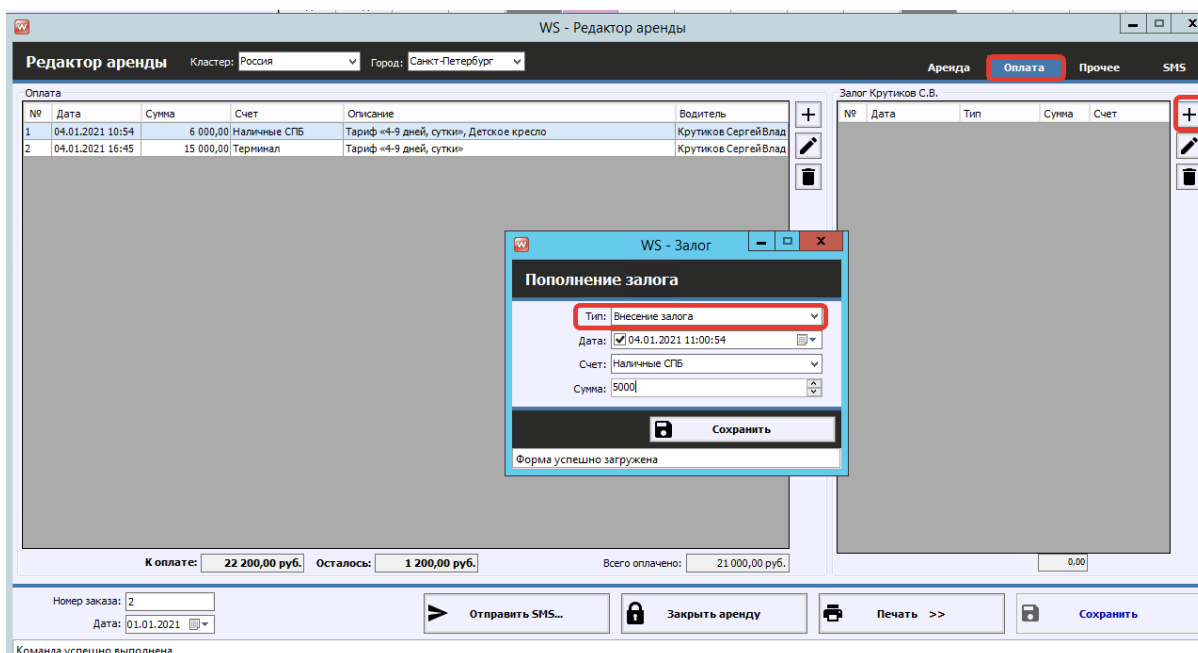 WS - Редактор аренды
Редактор аренды Кластер: Россия Город: Санкт-Петербург Аренда Оплата Прочее SMS
Оплата
№ Дата Сумма Счет Описание Водитель
1 04.01.2021 10:54 6 000,00 Наличные СПБ Тариф «4-9 дней, сутки», Детское кресло Крутиков Сергей Влад
2 04.01.2021 16:45 15 000,00 Терминал Тариф «4-9 дней, сутки» Крутиков Сергей Влад
Залог Крутиков С.В.
№ Дата Тип Сумма Счет
WS - Залог
Пополнение залога
Тип: Внесение залога
Дата: 04.01.2021 11:00:54
Счет: Наличные СПБ
Сумма: 5000
Сохранить
Форма успешно загружена
К оплате: 22 200,00 руб. Осталось: 1 200,00 руб. Всего оплачено: 21 000,00 руб. 0,00
Номер заказа: 2
Дата: 01.01.2021
Отправить SMS... Закрыть аренду Печать >> Сохранить
Команда успешно выполнена